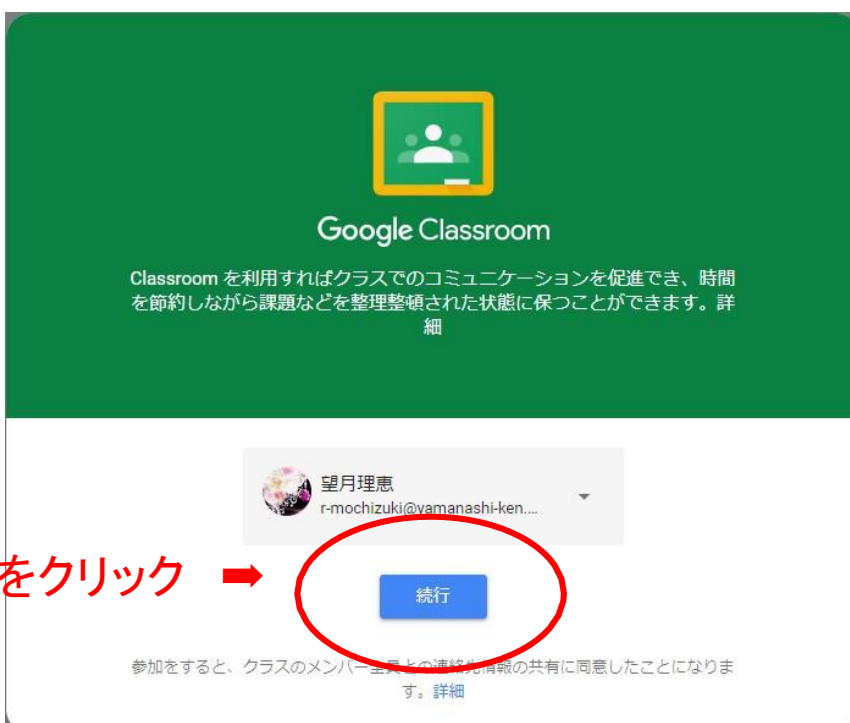 Google Classroom
Classroom を利用すればクラスでのコミュニケーションを促進でき、時間
を節約しながら課題などを整理整頓された状態に保つことができます。詳
細
望月理恵
r-mochizuki@yamanashi-ken....
をクリック ➡
続行
参加をすると、クラスのメンバー全員との連絡先情報の共有に同意したことになりま
す。詳細